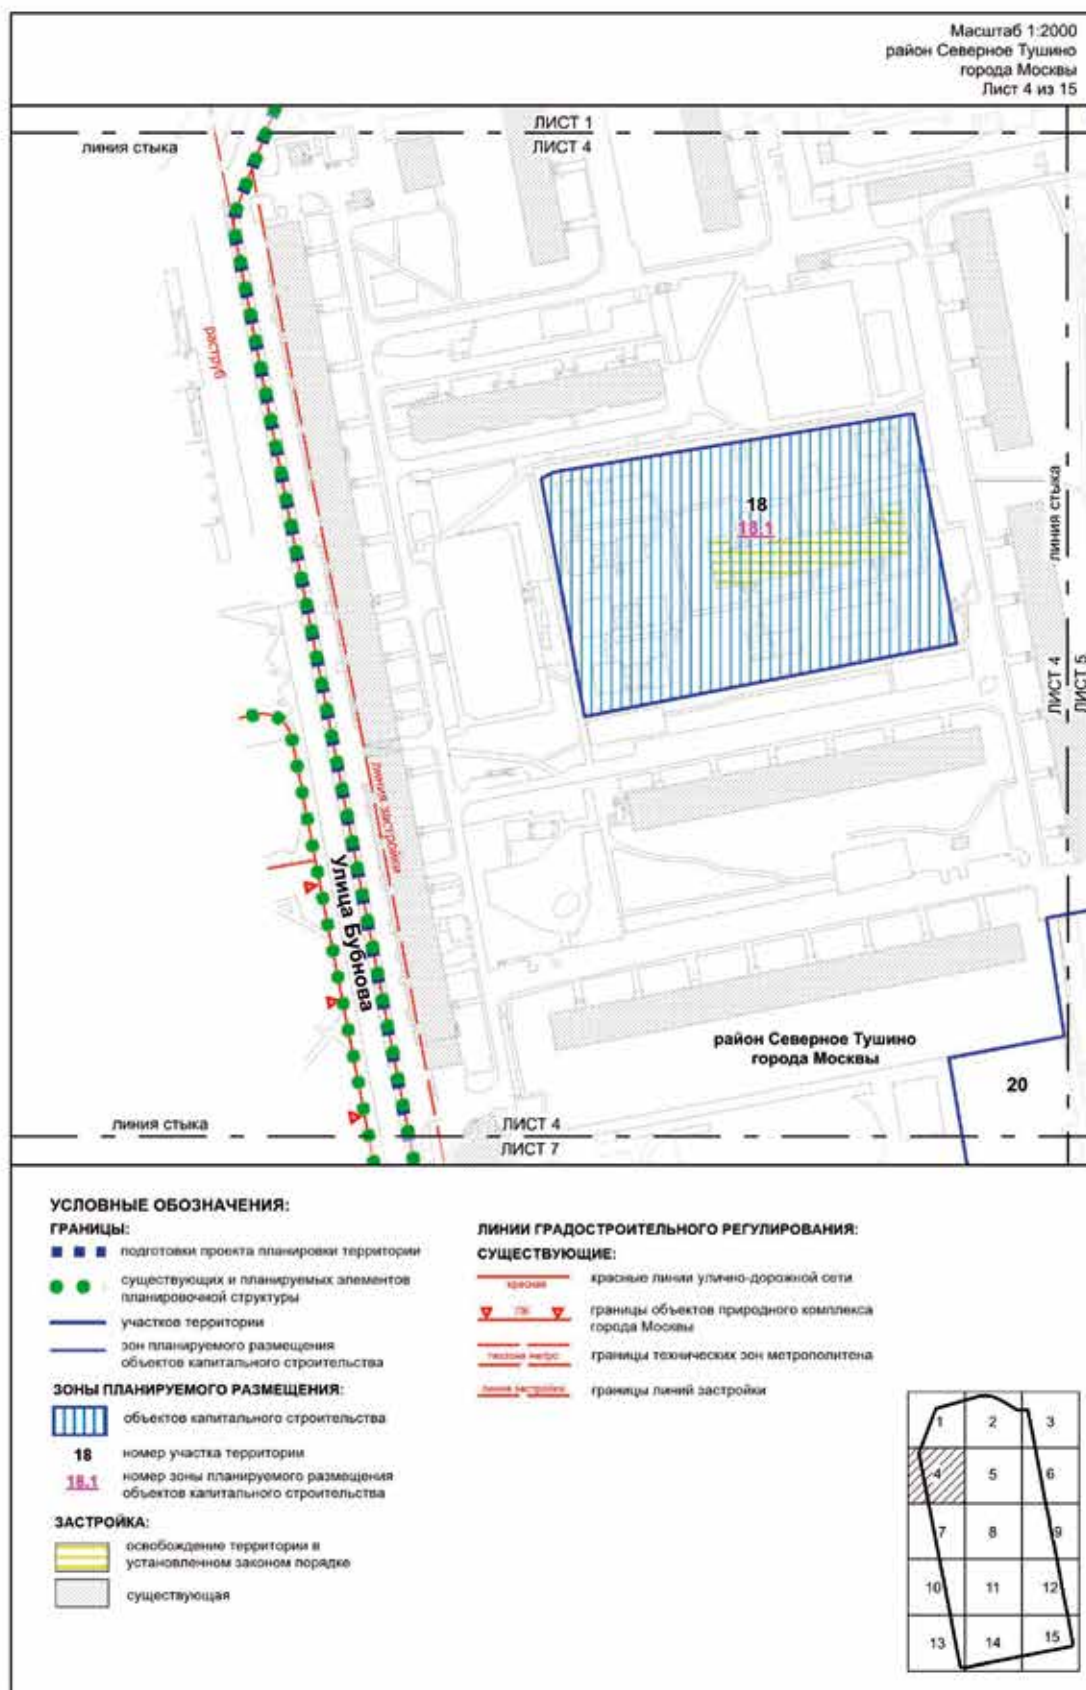 Масштаб 1:2000
район Северное Тушино
города Москвы
Лист 4 из 15
ЛИСТ 1
линия стыка
ЛИСТ 4
раструб
18
18.1
линия стыка
ЛИСТ 4
ЛИСТ 5
линия застройки
Улица Бубнова
район Северное Тушино
города Москвы
20
линия стыка
ЛИСТ 4
ЛИСТ 7
УСЛОВНЫЕ ОБОЗНАЧЕНИЯ:
ГРАНИЦЫ:
подготовки проекта планировки территории
существующих и планируемых элементов
планировочной структуры
участков территории
зон планируемого размещения
объектов капитального строительства
ЗОНЫ ПЛАНИРУЕМОГО РАЗМЕЩЕНИЯ:
объектов капитального строительства
18 номер участка территории
18.1 номер зоны планируемого размещения
объектов капитального строительства
ЗАСТРОЙКА:
освобождение территории в
установленном законом порядке
существующая
ЛИНИИ ГРАДОСТРОИТЕЛЬНОГО РЕГУЛИРОВАНИЯ:
СУЩЕСТВУЮЩИЕ:
красная красные линии улично-дорожной сети
ПК границы объектов природного комплекса
города Москвы
техзона метро границы технических зон метрополитена
линия застройки границы линий застройки
1 2 3
4 5 6
7 8 9
10 11 12
13 14 15